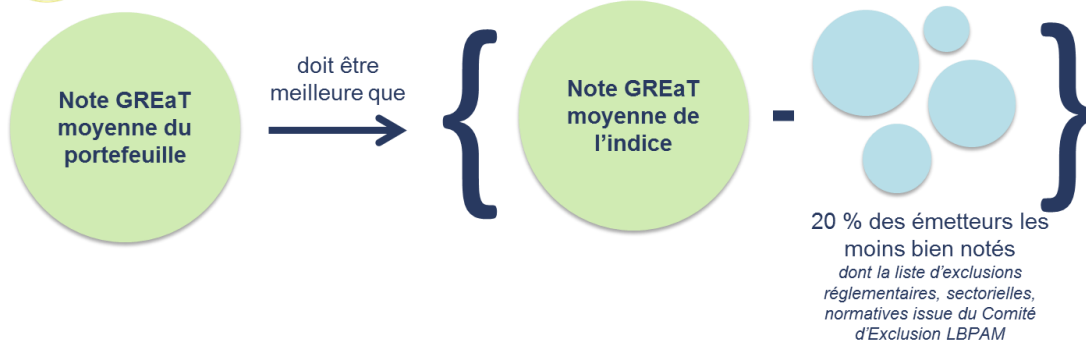 Note GREaT
moyenne du
portefeuille
doit être
meilleure que
{
Note GREaT
moyenne de
l'indice
-
}
20 % des émetteurs les
moins bien notés
dont la liste d'exclusions
réglementaires, sectorielles,
normatives issue du Comité
d'Exclusion LBPAM